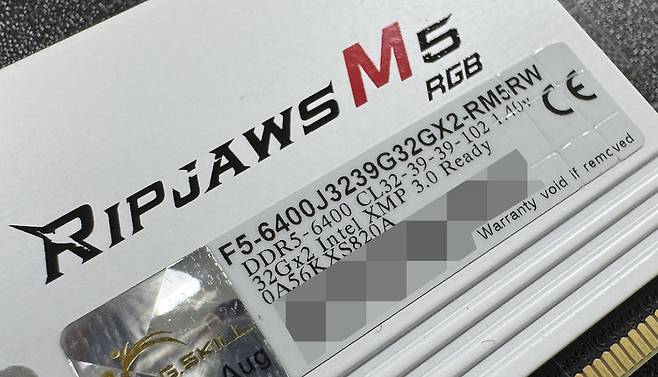 RIPJAWS M5
RGB
F5-6400J3239G32GX2-RM5RW
DDR5-6400 CL32-39-39-102 1.40v
32Gx2 Intel XMP 3.0 Ready
0A56KXS820A
CE
Warranty void if removed
G.SKILL
Aug